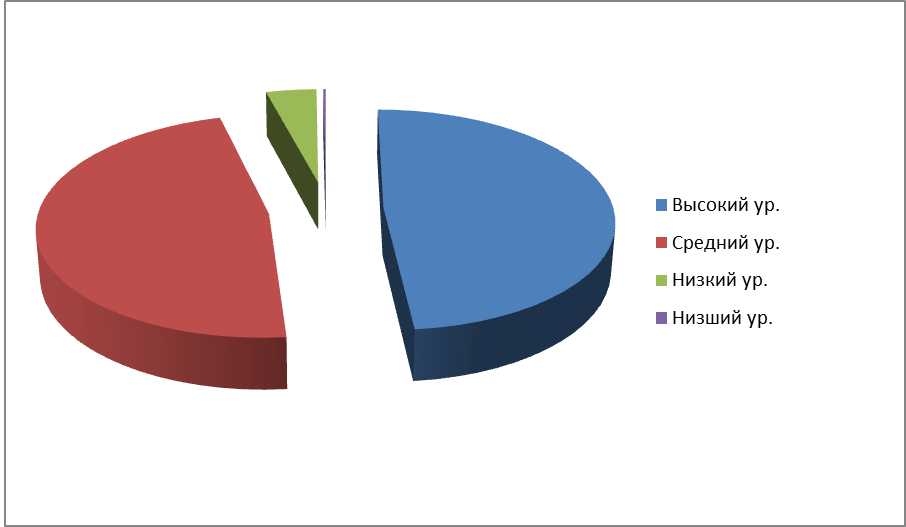 Высокий ур.
Средний ур.
Низкий ур.
Низший ур.